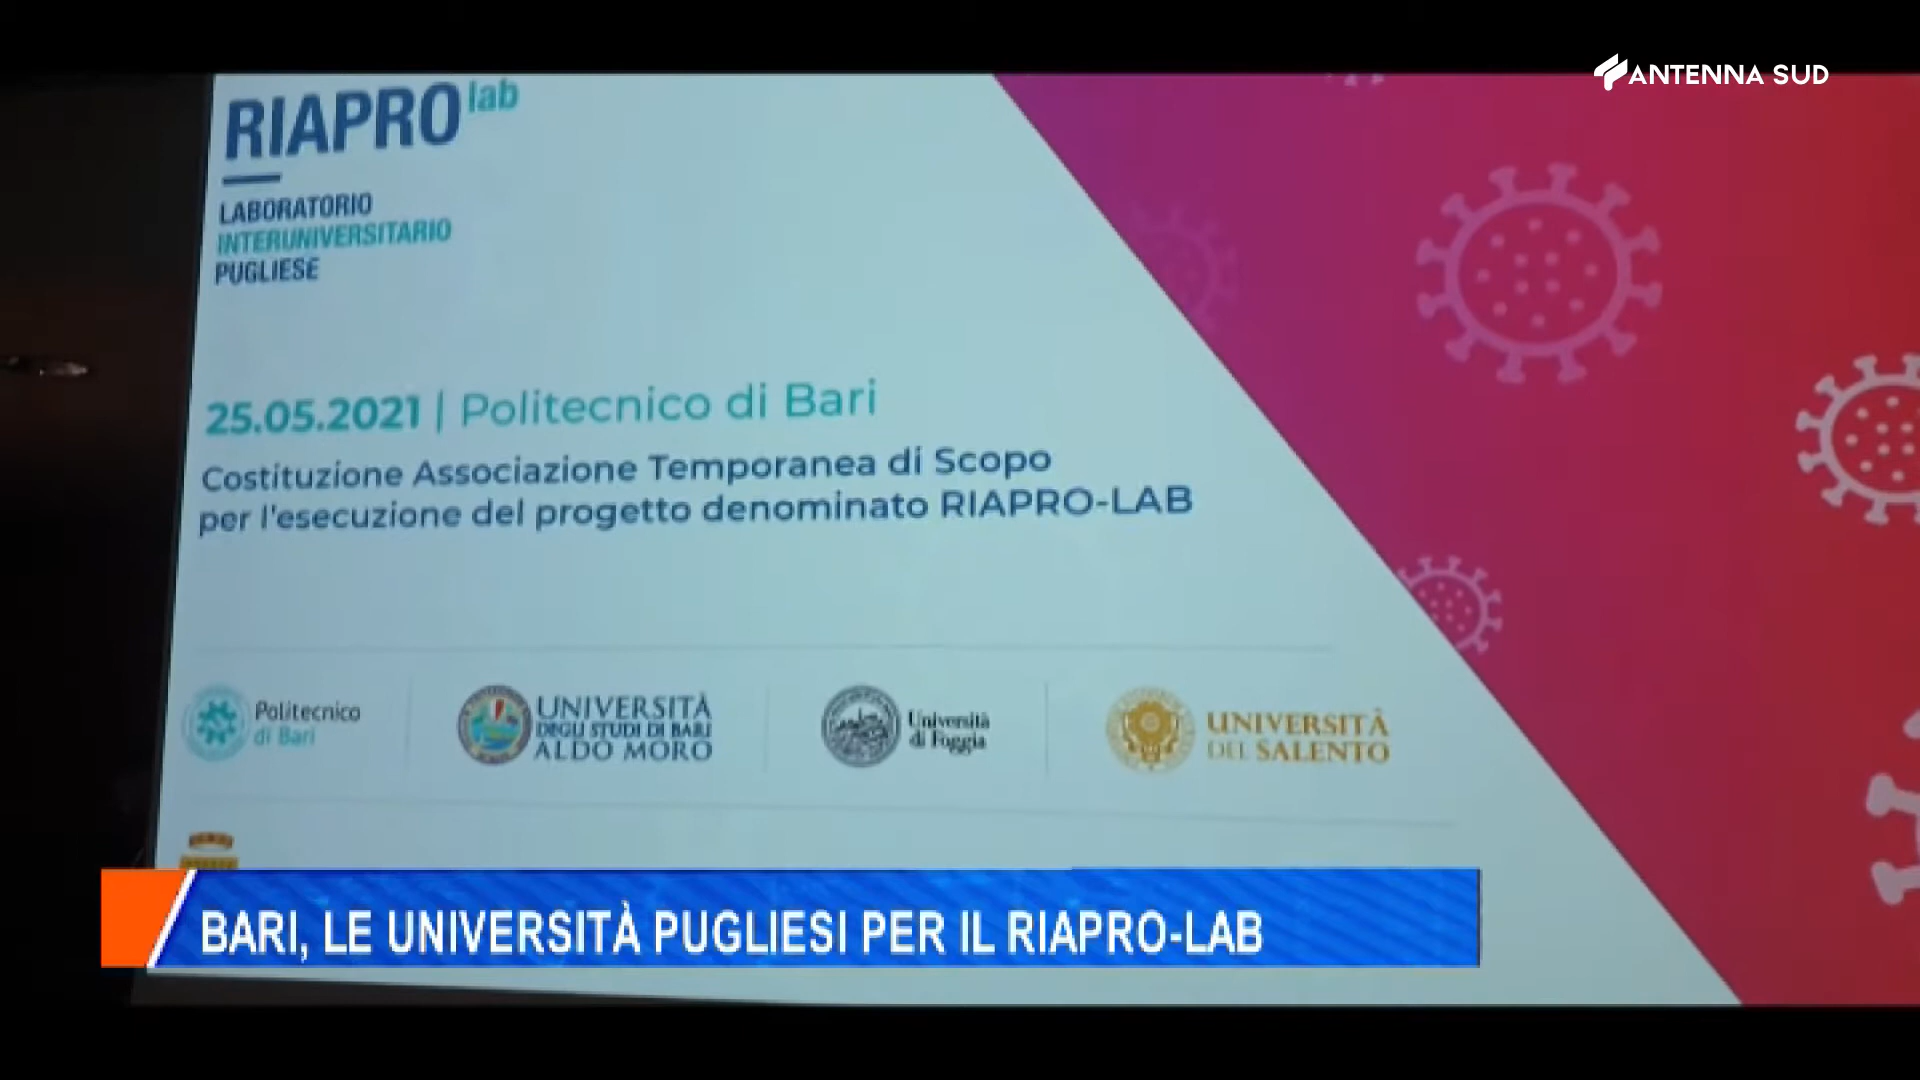 ANTENNA SUD
RIAPRO lab
LABORATORIO
INTERUNIVERSITARIO
PUGLIESE
25.05.2021 | Politecnico di Bari
Costituzione Associazione Temporanea di Scopo
per l'esecuzione del progetto denominato RIAPRO-LAB
Politecnico
di Bari
UNIVERSITÀ
DEGLI STUDI DI BARI
ALDO MORO
Università
di Foggia
UNIVERSITÀ
DEL SALENTO
BARI, LE UNIVERSITÀ PUGLIESI PER IL RIAPRO-LAB